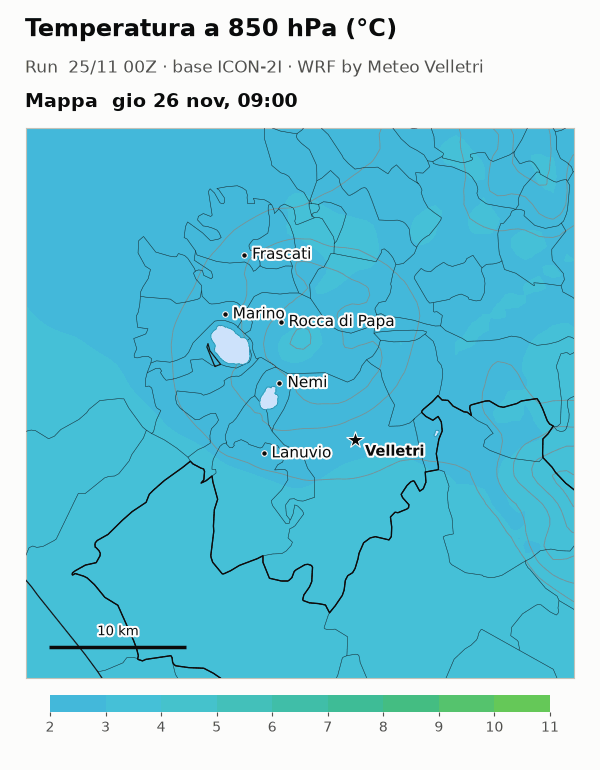 Temperatura a 850 hPa (°C)
Run  25/11 00Z · base ICON-2I · WRF by Meteo Velletri
Mappa  gio 26 nov, 09:00
Frascati
Marino
Rocca di Papa
Nemi
Velletri
Lanuvio
10 km
2 3 4 5 6 7 8 9 10 11